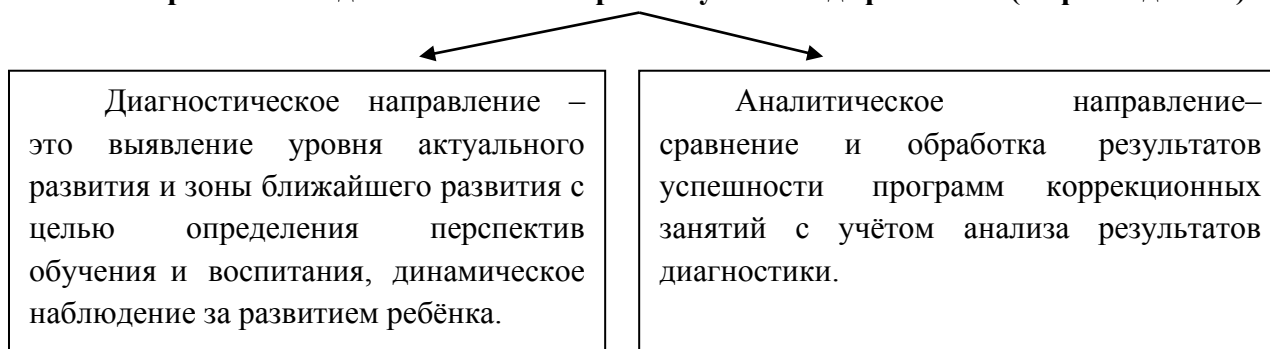 Диагностическое направление –
это выявление уровня актуального
развития и зоны ближайшего развития с
целью определения перспектив
обучения и воспитания, динамическое
наблюдение за развитием ребёнка.
Аналитическое направление–
сравнение и обработка результатов
успешности программ коррекционных
занятий с учётом анализа результатов
диагностики.